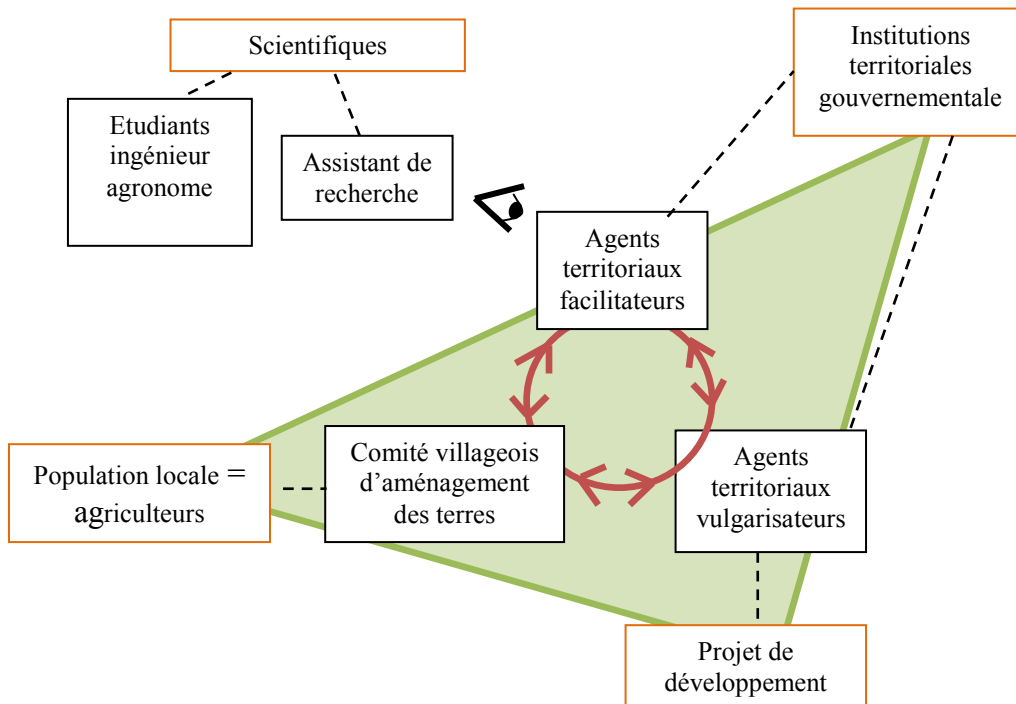 Scientifiques
Institutions
territoriales
gouvernementale
Etudiants
ingénieur
agronome
Assistant de
recherche
Agents
territoriaux
facilitateurs
Population locale =
agriculteurs
Comité villageois
d’aménagement
des terres
Agents
territoriaux
vulgarisateurs
Projet de
développement